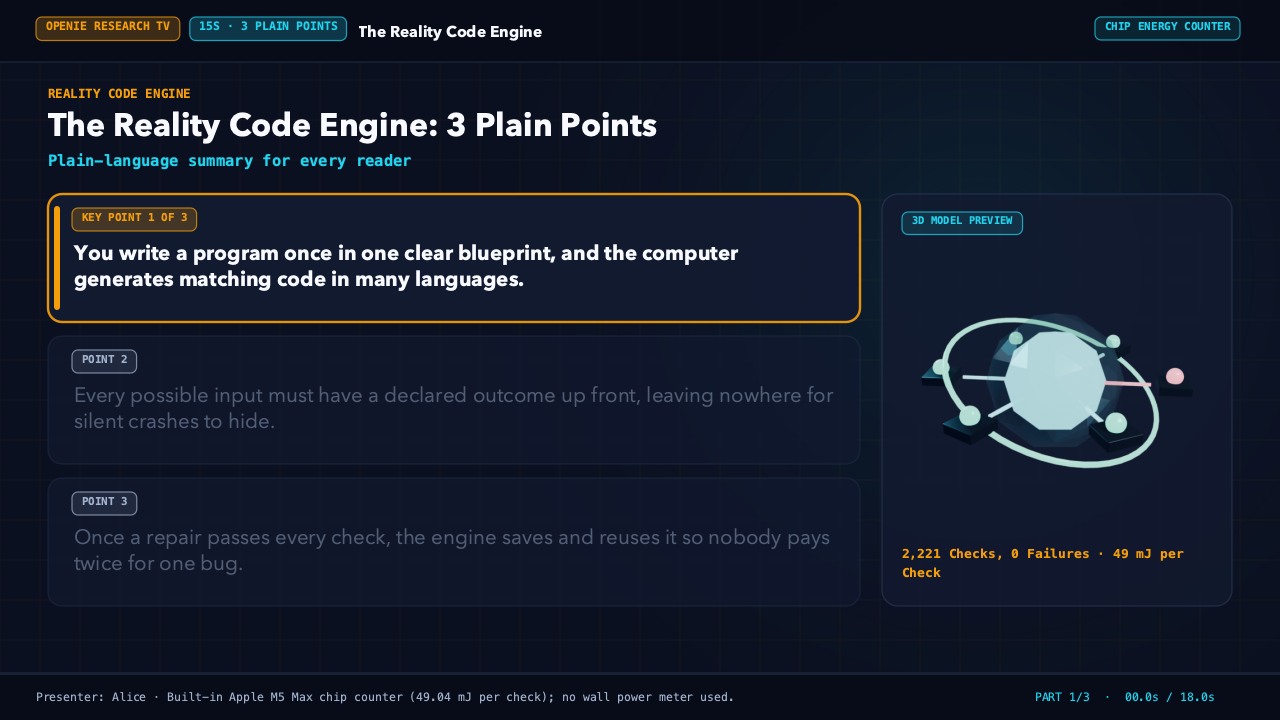 OPENIE RESEARCH TV
15S · 3 PLAIN POINTS
The Reality Code Engine
CHIP ENERGY COUNTER
REALITY CODE ENGINE
The Reality Code Engine: 3 Plain Points
Plain-language summary for every reader
KEY POINT 1 OF 3
You write a program once in one clear blueprint, and the computer
generates matching code in many languages.
POINT 2
Every possible input must have a declared outcome up front, leaving nowhere for
silent crashes to hide.
POINT 3
Once a repair passes every check, the engine saves and reuses it so nobody pays
twice for one bug.
3D MODEL PREVIEW
2,221 Checks, 0 Failures · 49 mJ per
Check
Presenter: Alice · Built-in Apple M5 Max chip counter (49.04 mJ per check); no wall power meter used.
PART 1/3 · 00.0s / 18.0s